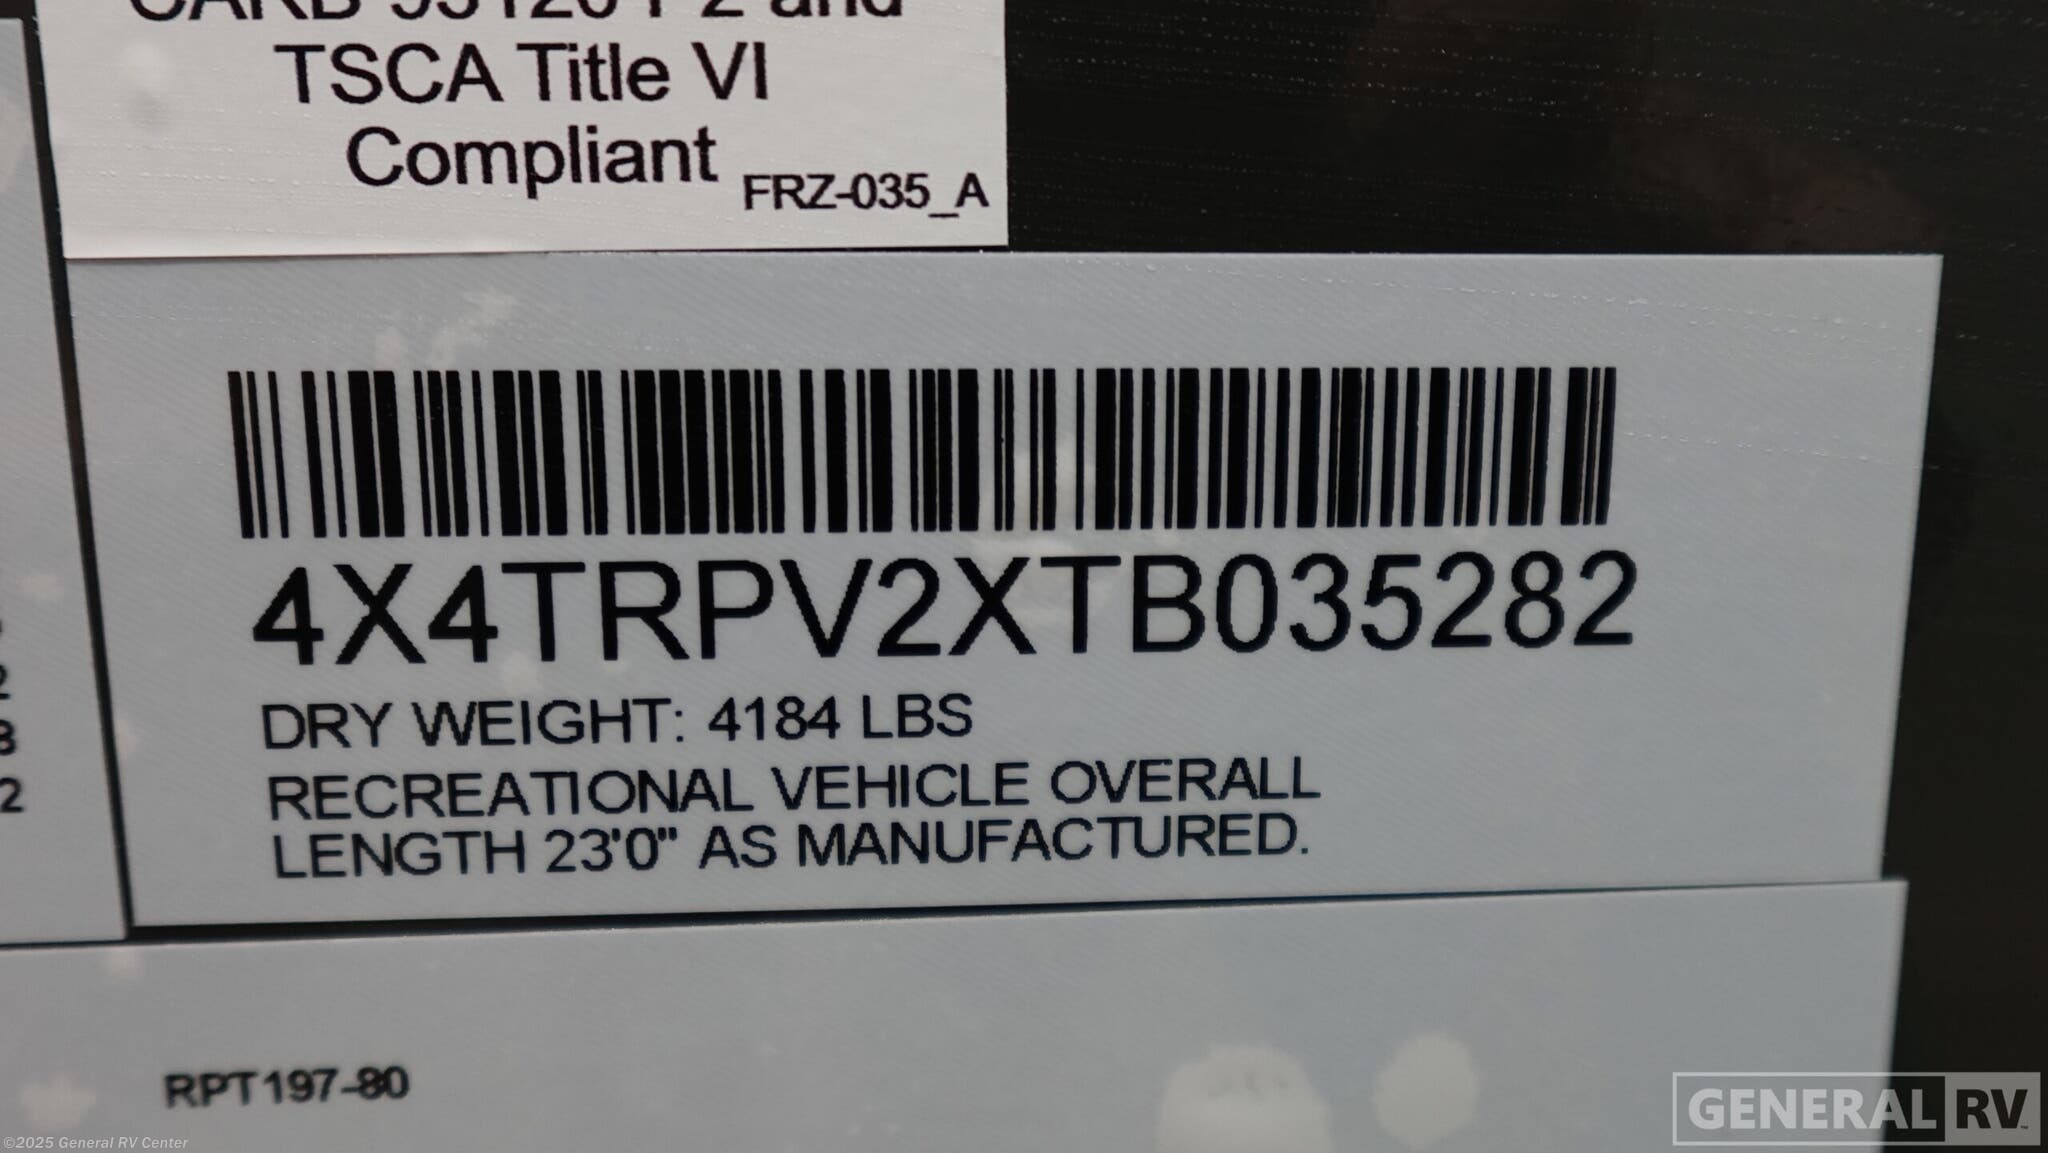 TSCA Title VI
Compliant FRZ-035_A
4X4TRPV2XTB035282
DRY WEIGHT: 4184 LBS
RECREATIONAL VEHICLE OVERALL
LENGTH 23'0" AS MANUFACTURED.
2
RPT197-80
©2025 General RV Center
GENERAL RV